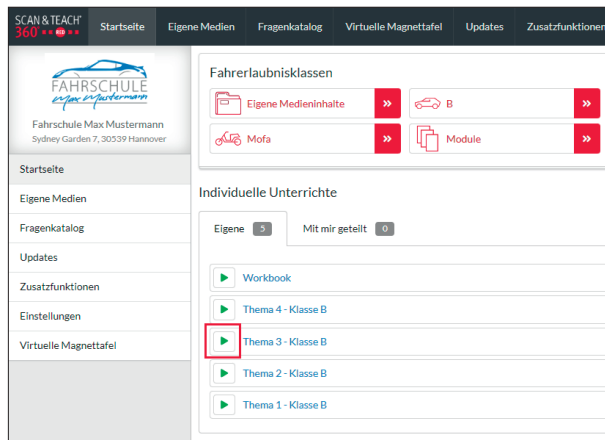 SCAN & TEACH®
360°
Startseite
Eigene Medien
Fragenkatalog
Virtuelle Magnettafel
Updates
Zusatzfunktionen
FAHRSCHULE
Max Mustermann
Fahrschule Max Mustermann
Sydney Garden 7, 30539 Hannover
Startseite
Eigene Medien
Fragenkatalog
Updates
Zusatzfunktionen
Einstellungen
Virtuelle Magnettafel
Fahrerlaubnisklassen
Eigene Medieninhalte
B
Mofa
Module
Individuelle Unterrichte
Eigene 5
Mit mir geteilt 0
Workbook
Thema 4 - Klasse B
Thema 3 - Klasse B
Thema 2 - Klasse B
Thema 1 - Klasse B